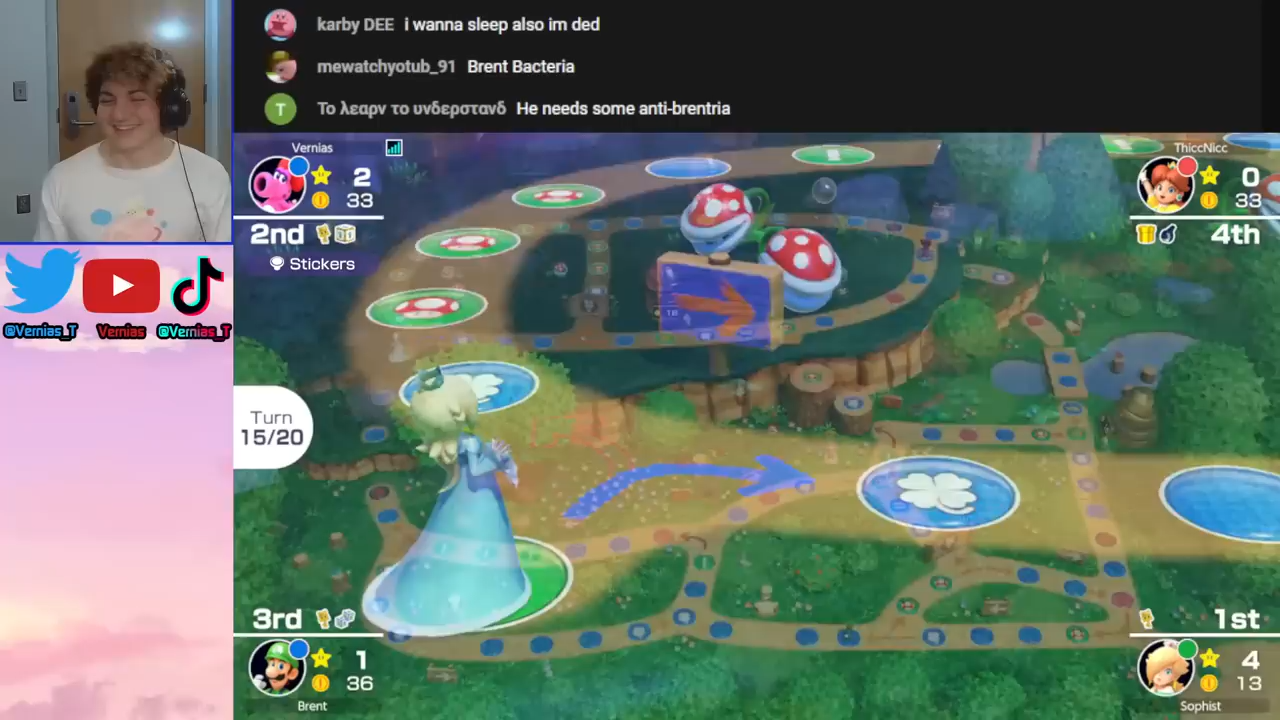 karby DEE i wanna sleep also im ded
mewatchyotub_91 Brent Bacteria
T Το λεαρν το υνδερστανδ He needs some anti-brentria
Vernias
2
33
2nd
Stickers
ThiccNicc
0
33
4th
@Vernias_T Vernias @Vernias_T
Turn
15/20
3rd
1
36
Brent
1st
4
13
Sophist